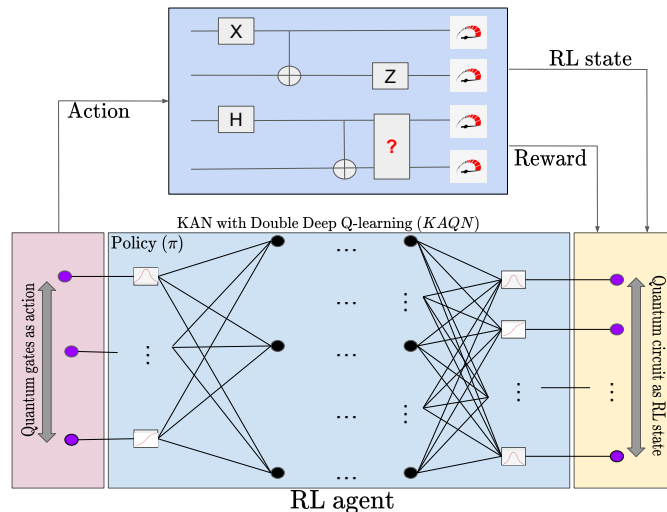 X
Z
H
?
RL state
Action
Reward
KAN with Double Deep Q-learning (KAQN)
Policy (π)
Quantum gates as action
Quantum circuit as RL state
RL agent